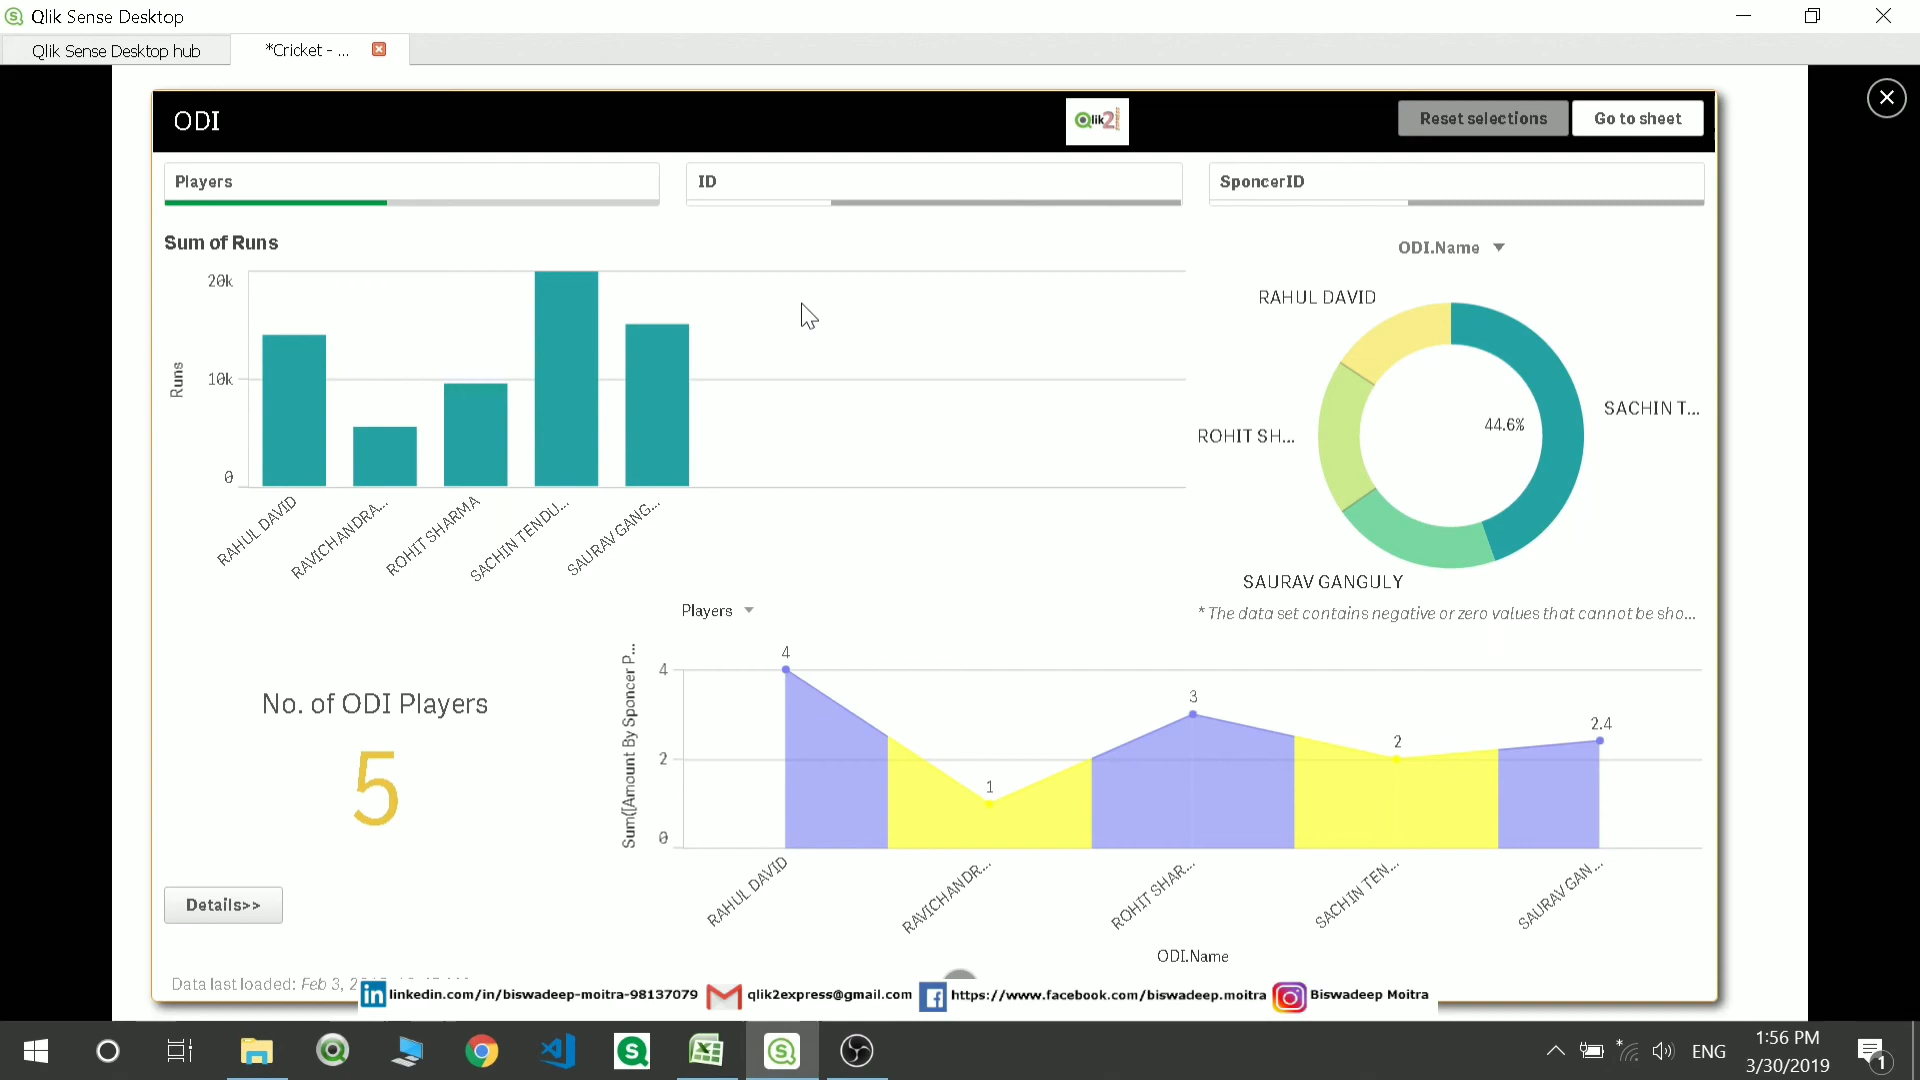 Qlik Sense Desktop
Qlik Sense Desktop hub
*Cricket - ...
ODI
Qlik2
Reset selections
Go to sheet
Players
ID
SponcerID
Sum of Runs
Runs
20k
10k
0
RAHUL DAVID
RAVICHANDRA...
ROHIT SHARMA
SACHIN TENDU...
SAURAV GANG...
ODI.Name
RAHUL DAVID
SACHIN T...
44.6%
ROHIT SH...
SAURAV GANGULY
* The data set contains negative or zero values that cannot be sho...
No. of ODI Players
5
Players
Sum([Amount By Sponcer P...
4
2
0
4
1
3
2
2.4
RAHUL DAVID
RAVICHANDR...
ROHIT SHAR...
SACHIN TEN...
SAURAV GAN...
ODI.Name
Details>>
Data last loaded: Feb 3, 2
linkedin.com/in/biswadeep-moitra-98137079
qlik2express@gmail.com
https://www.facebook.com/biswadeep.moitra
Biswadeep Moitra
ENG
1:56 PM
3/30/2019
1